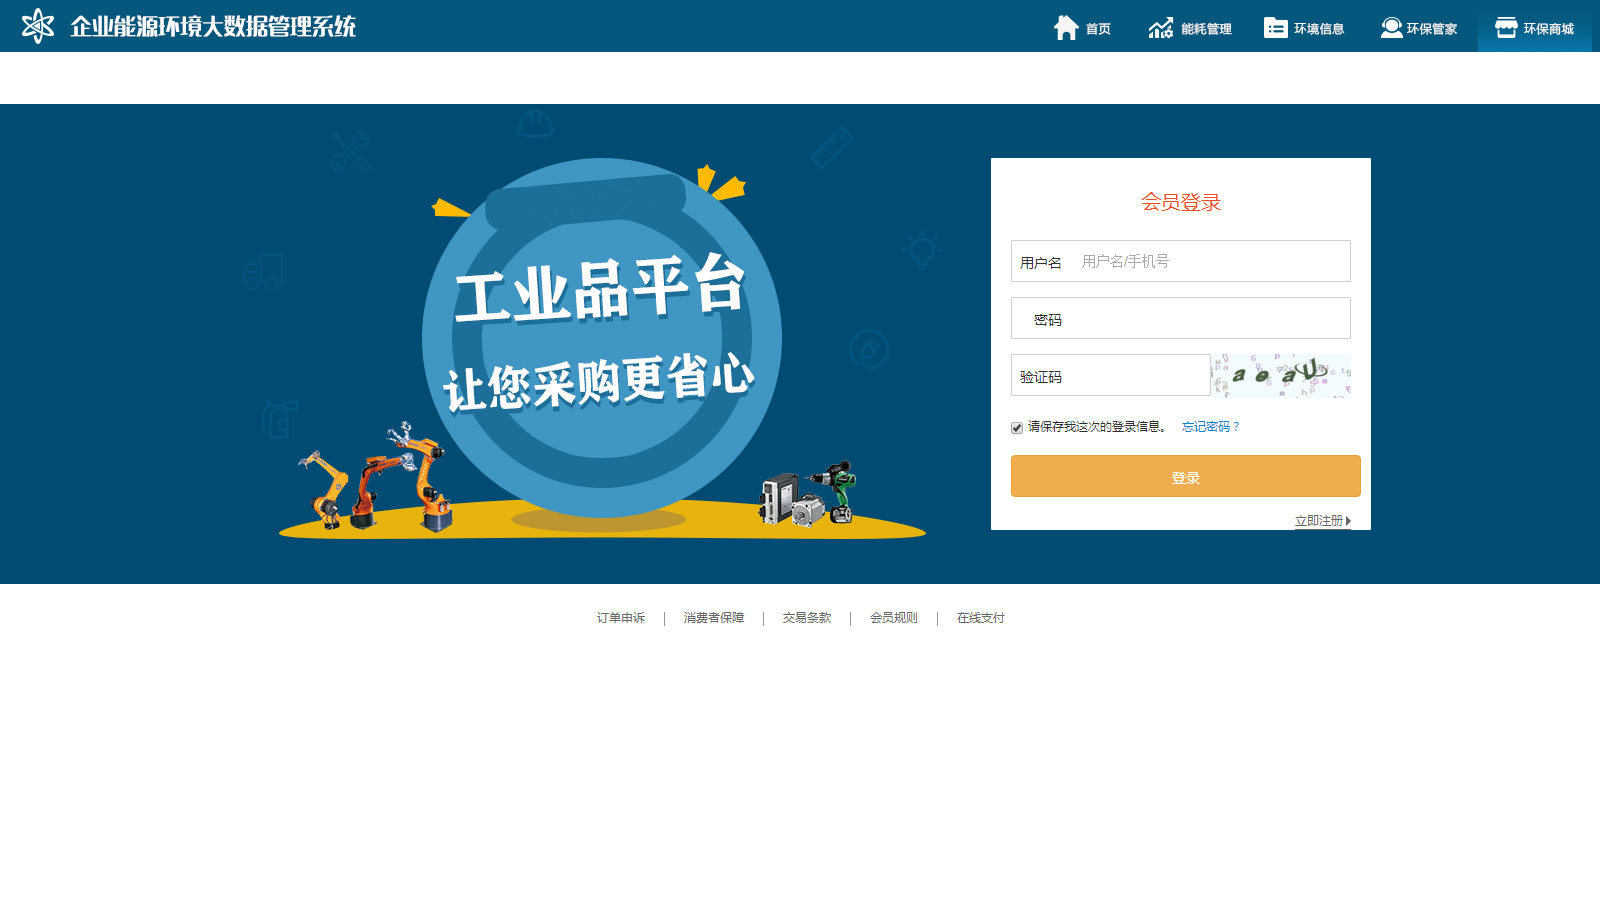 企业能源环境大数据管理系统
首页
能耗管理
环境信息
环保管家
环保商城
工业品平台
让您采购更省心
会员登录
用户名 用户名/手机号
密码
验证码 aeaU
请保存我这次的登录信息。 忘记密码？
登录
立即注册
订单申诉 | 消费者保障 | 交易条款 | 会员规则 | 在线支付